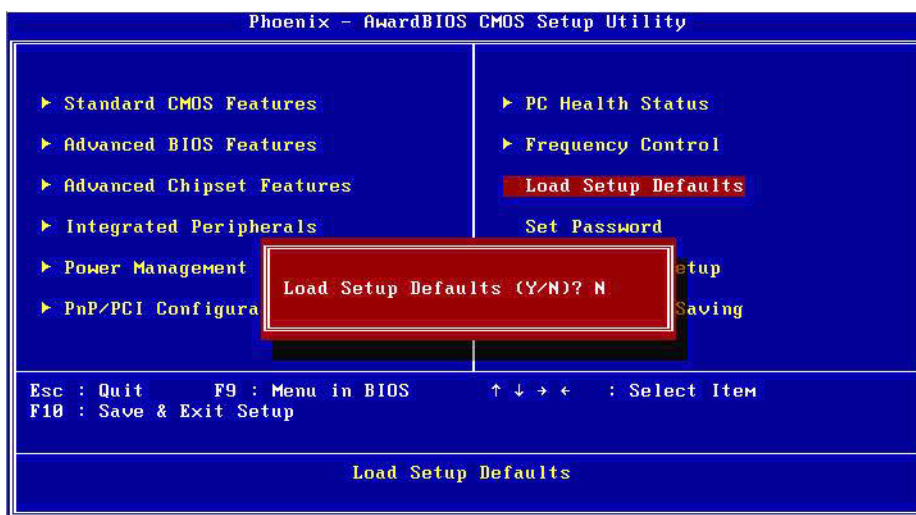 Phoenix - AwardBIOS CMOS Setup Utility
► Standard CMOS Features
► Advanced BIOS Features
► Advanced Chipset Features
► Integrated Peripherals
► Power Management
► PnP/PCI Configura
► PC Health Status
► Frequency Control
Load Setup Defaults
Set Password
etup
Saving
Load Setup Defaults (Y/N)? N
Esc : Quit F9 : Menu in BIOS ↑ ↓ → ← : Select Item
F10 : Save & Exit Setup
Load Setup Defaults